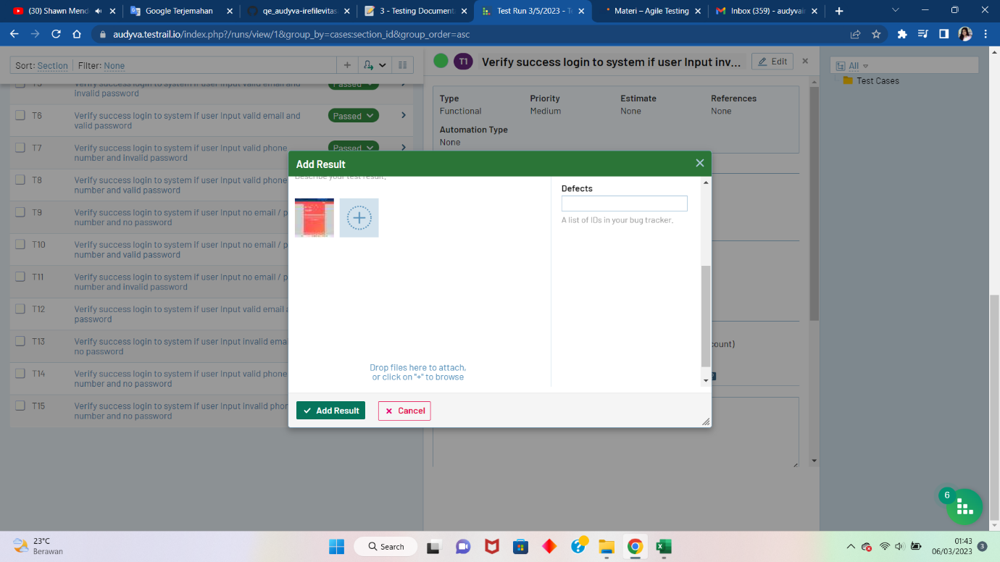 (30) Shawn Mend
Google Terjemahan
qe_audyva-irefilevitas
3 - Testing Documenta
Test Run 3/5/2023 - Te
Materi – Agile Testing
Inbox (359) - audyvair
audyva.testrail.io/index.php?/runs/view/1&group_by=cases:section_id&group_order=asc
Sort: Section
Filter: None
T1
Verify success login to system if user Input inv...
Edit
All
Test Cases
Type
Priority
Estimate
References
Functional
Medium
None
None
Automation Type
None
T5
Verify success login to system if user Input valid email and
invalid password
Passed
T6
Verify success login to system if user Input valid email and
valid password
Passed
T7
Verify success login to system if user Input valid phone
number and invalid password
Passed
T8
Verify success login to system if user Input valid phone
number and valid password
T9
Verify success login to system if user Input no email / p
number and no password
T10
Verify success login to system if user Input no email / p
number and valid password
T11
Verify success login to system if user Input no email / p
number and invalid password
T12
Verify success login to system if user Input valid email a
password
T13
Verify success login to system if user Input invalid ema
no password
T14
Verify success login to system if user Input valid phone
number and no password
T15
Verify success login to system if user Input invalid phor
number and no password
Add Result
Describe your test result.
Defects
A list of IDs in your bug tracker.
Drop files here to attach,
or click on "+" to browse
Add Result
Cancel
count)
6
23°C
Berawan
Search
01:43
06/03/2023
3